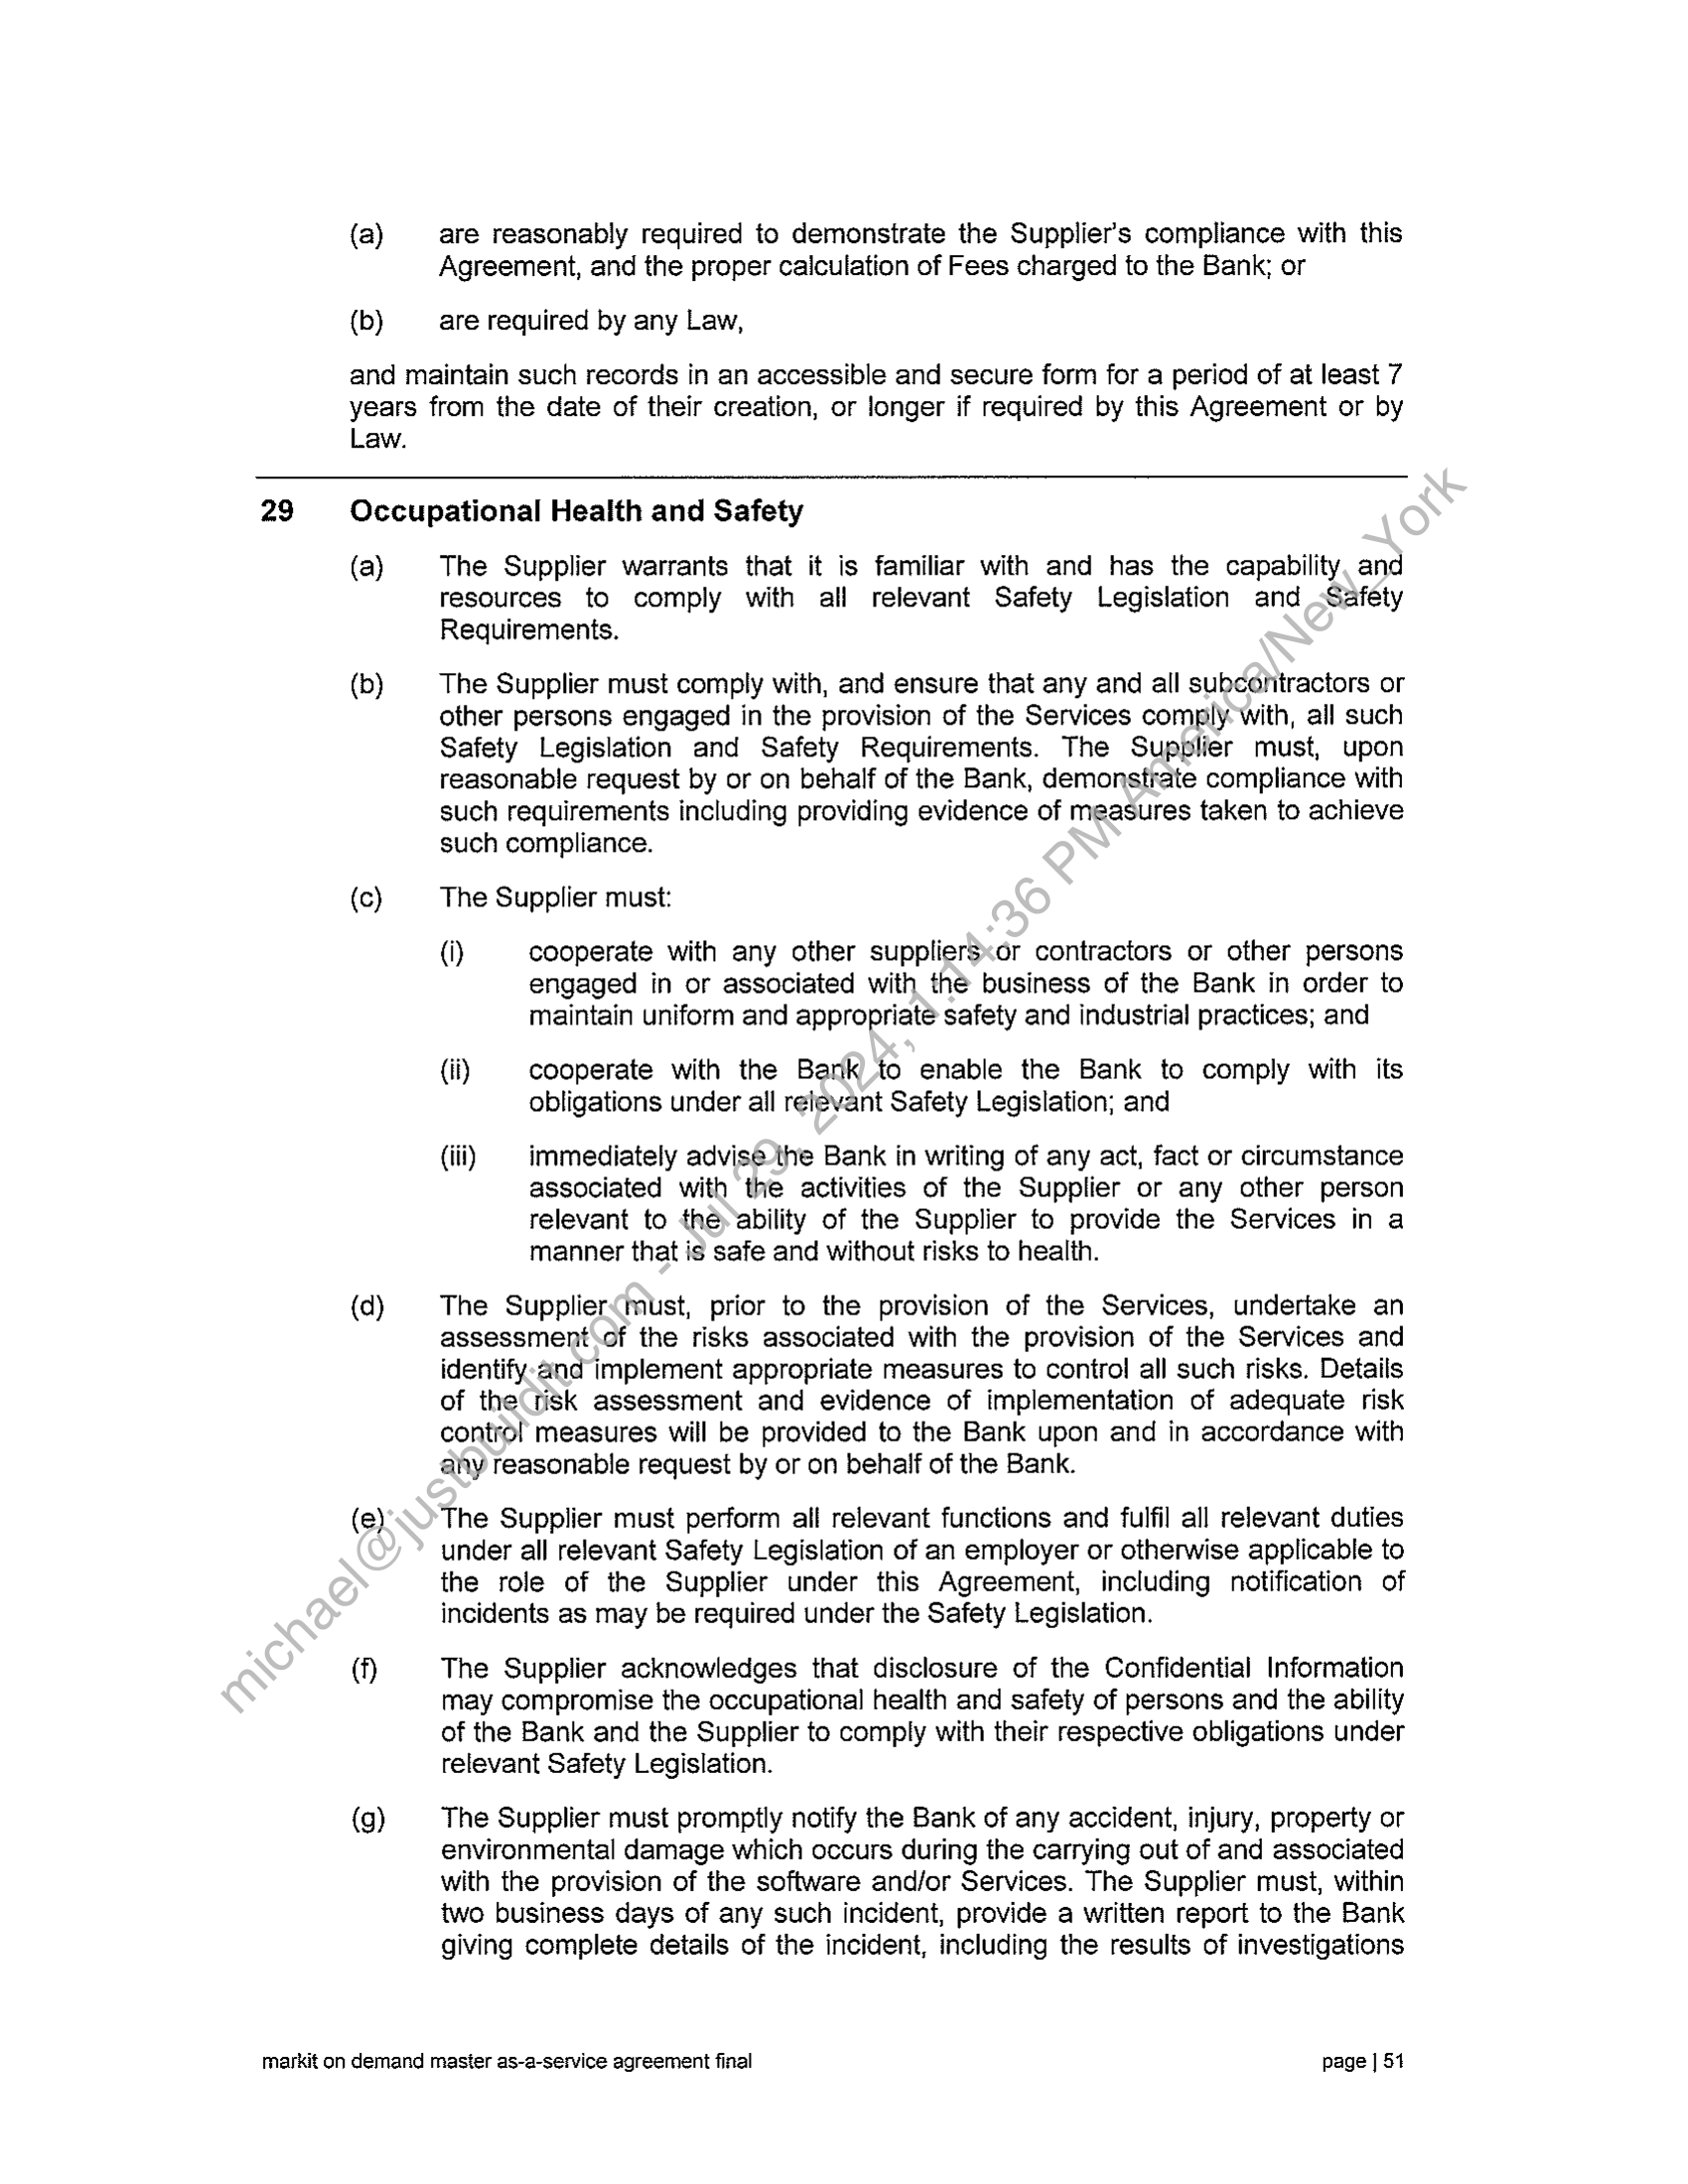 (a) are reasonably required to demonstrate the Supplier's compliance with this
Agreement, and the proper calculation of Fees charged to the Bank; or
(b) are required by any Law,
and maintain such records in an accessible and secure form for a period of at least 7
years from the date of their creation, or longer if required by this Agreement or by
Law.
29 Occupational Health and Safety
(a) The Supplier warrants that it is familiar with and has the capability and
resources to comply with all relevant Safety Legislation and Safety
Requirements.
(b) The Supplier must comply with, and ensure that any and all subcontractors or
other persons engaged in the provision of the Services comply with, all such
Safety Legislation and Safety Requirements. The Supplier must, upon
reasonable request by or on behalf of the Bank, demonstrate compliance with
such requirements including providing evidence of measures taken to achieve
such compliance.
(c) The Supplier must:
(i) cooperate with any other suppliers or contractors or other persons
engaged in or associated with the business of the Bank in order to
maintain uniform and appropriate safety and industrial practices; and
(ii) cooperate with the Bank to enable the Bank to comply with its
obligations under all relevant Safety Legislation; and
(iii) immediately advise the Bank in writing of any act, fact or circumstance
associated with the activities of the Supplier or any other person
relevant to the ability of the Supplier to provide the Services in a
manner that is safe and without risks to health.
(d) The Supplier must, prior to the provision of the Services, undertake an
assessment of the risks associated with the provision of the Services and
identify and implement appropriate measures to control all such risks. Details
of the risk assessment and evidence of implementation of adequate risk
control measures will be provided to the Bank upon and in accordance with
any reasonable request by or on behalf of the Bank.
(e) The Supplier must perform all relevant functions and fulfil all relevant duties
under all relevant Safety Legislation of an employer or otherwise applicable to
the role of the Supplier under this Agreement, including notification of
incidents as may be required under the Safety Legislation.
(f) The Supplier acknowledges that disclosure of the Confidential Information
may compromise the occupational health and safety of persons and the ability
of the Bank and the Supplier to comply with their respective obligations under
relevant Safety Legislation.
(g) The Supplier must promptly notify the Bank of any accident, injury, property or
environmental damage which occurs during the carrying out of and associated
with the provision of the software and/or Services. The Supplier must, within
two business days of any such incident, provide a written report to the Bank
giving complete details of the incident, including the results of investigations
markit on demand master as-a-service agreement final page | 51
michael@justbuidit.com - Jul 29, 2024, 1:14:36 PM America/New_York